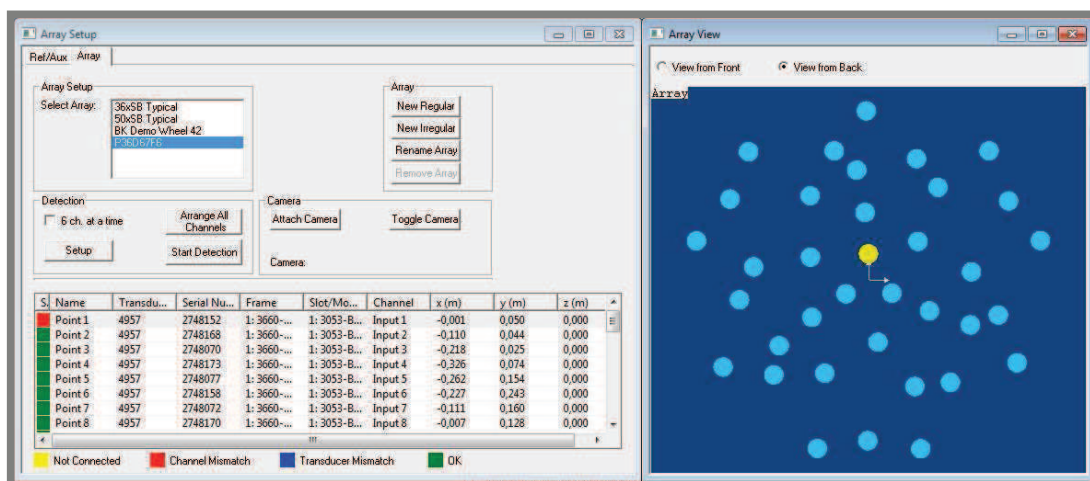 Array Setup
Ref/Aux Array
Array Setup
Select Array:
36xSB Typical
50xSB Typical
BK Demo Wheel 42
P36D67F6
Array
New Regular
New Irregular
Rename Array
Remove Array
Detection
6 ch. at a time
Arrange All Channels
Setup
Start Detection
Camera
Attach Camera
Toggle Camera
Camera:
S. Name Transdu... Serial Nu... Frame Slot/Mo... Channel x (m) y (m) z (m)
Point 1 4957 2748152 1: 3660-... 1: 3053-B... Input 1 -0,001 0,050 0,000
Point 2 4957 2748168 1: 3660-... 1: 3053-B... Input 2 -0,110 0,044 0,000
Point 3 4957 2748070 1: 3660-... 1: 3053-B... Input 3 -0,218 0,025 0,000
Point 4 4957 2748173 1: 3660-... 1: 3053-B... Input 4 -0,326 0,074 0,000
Point 5 4957 2748077 1: 3660-... 1: 3053-B... Input 5 -0,262 0,154 0,000
Point 6 4957 2748158 1: 3660-... 1: 3053-B... Input 6 -0,227 0,243 0,000
Point 7 4957 2748072 1: 3660-... 1: 3053-B... Input 7 -0,111 0,160 0,000
Point 8 4957 2748170 1: 3660-... 1: 3053-B... Input 8 -0,007 0,128 0,000
Not Connected Channel Mismatch Transducer Mismatch OK
Array View
View from Front View from Back
Array